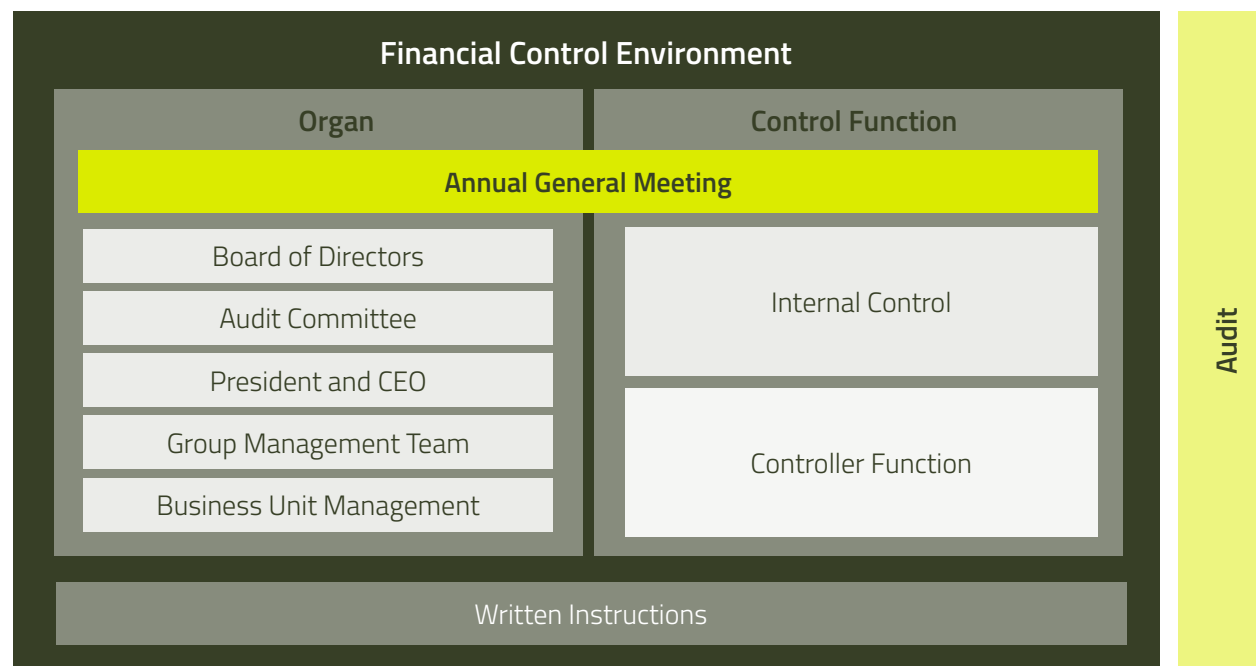 Financial Control Environment
Organ
Control Function
Annual General Meeting
Board of Directors
Audit Committee
President and CEO
Group Management Team
Business Unit Management
Internal Control
Controller Function
Written Instructions
Audit